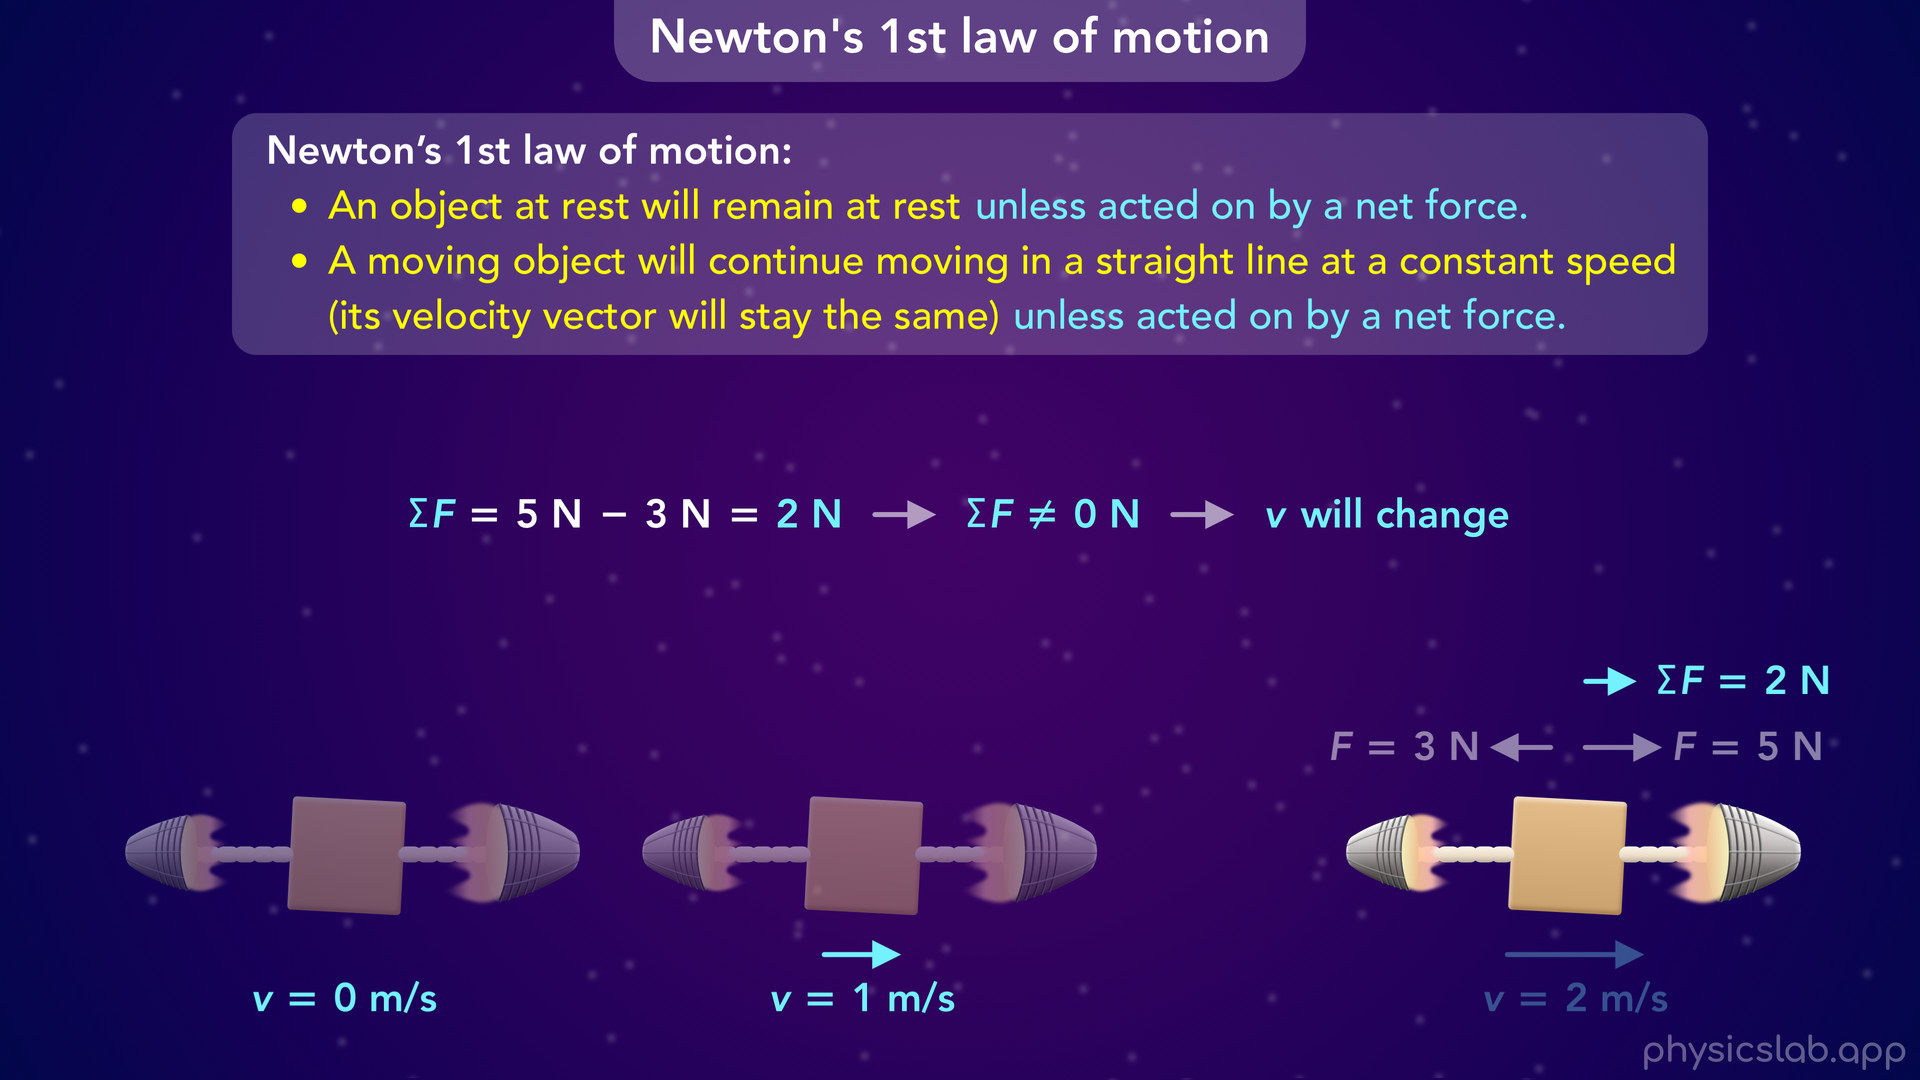 Newton's 1st law of motion
Newton’s 1st law of motion:
• An object at rest will remain at rest unless acted on by a net force.
• A moving object will continue moving in a straight line at a constant speed
(its velocity vector will stay the same) unless acted on by a net force.
ΣF = 5 N − 3 N = 2 N → ΣF ≠ 0 N → v will change
ΣF = 2 N
F = 3 N F = 5 N
v = 0 m/s v = 1 m/s v = 2 m/s
physicslab.app